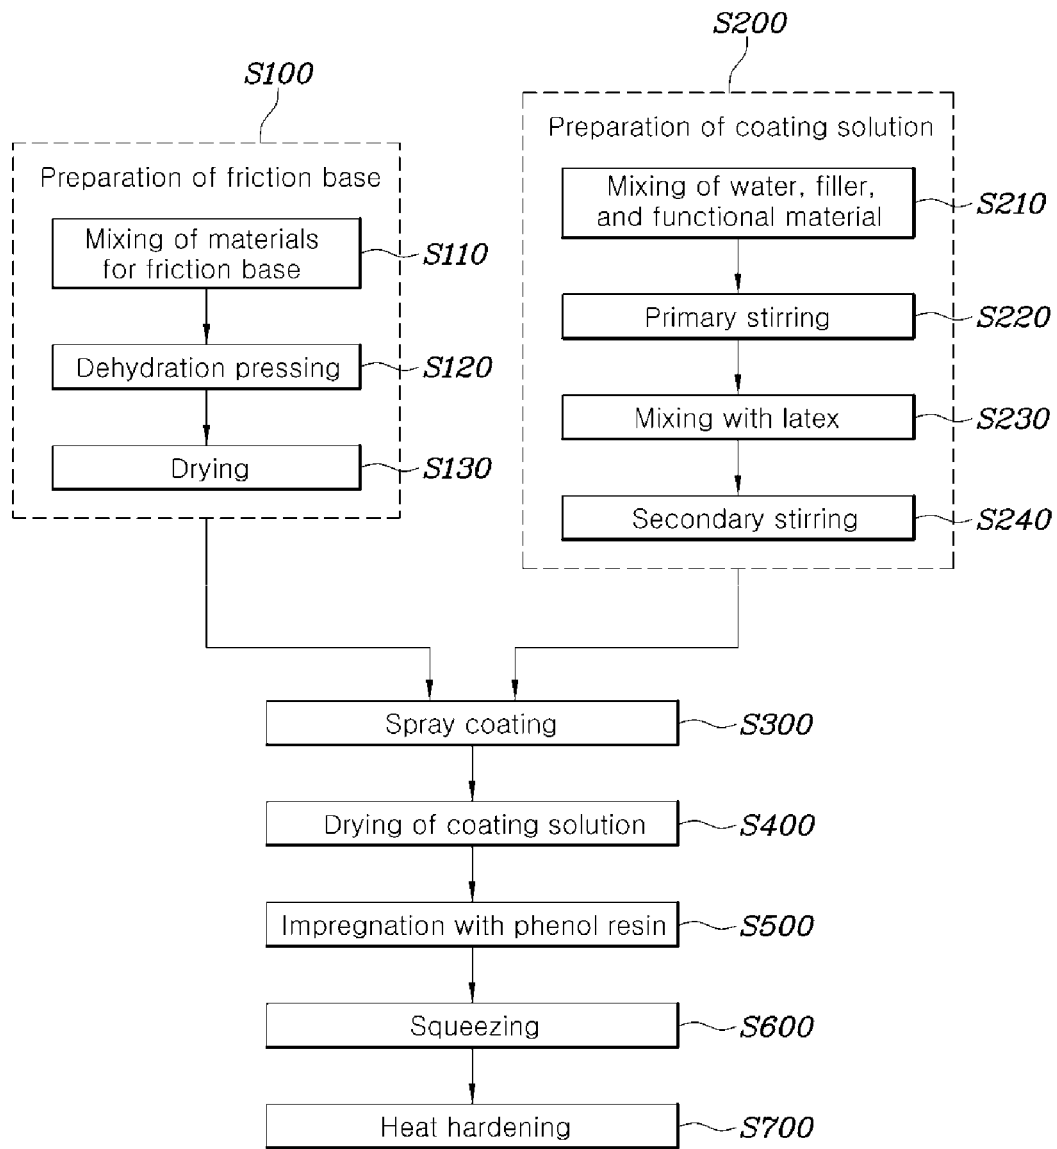 S100
Preparation of friction base
Mixing of materials
for friction base
S110
Dehydration pressing
S120
Drying
S130
S200
Preparation of coating solution
Mixing of water, filler,
and functional material
S210
Primary stirring
S220
Mixing with latex
S230
Secondary stirring
S240
Spray coating
S300
Drying of coating solution
S400
Impregnation with phenol resin
S500
Squeezing
S600
Heat hardening
S700